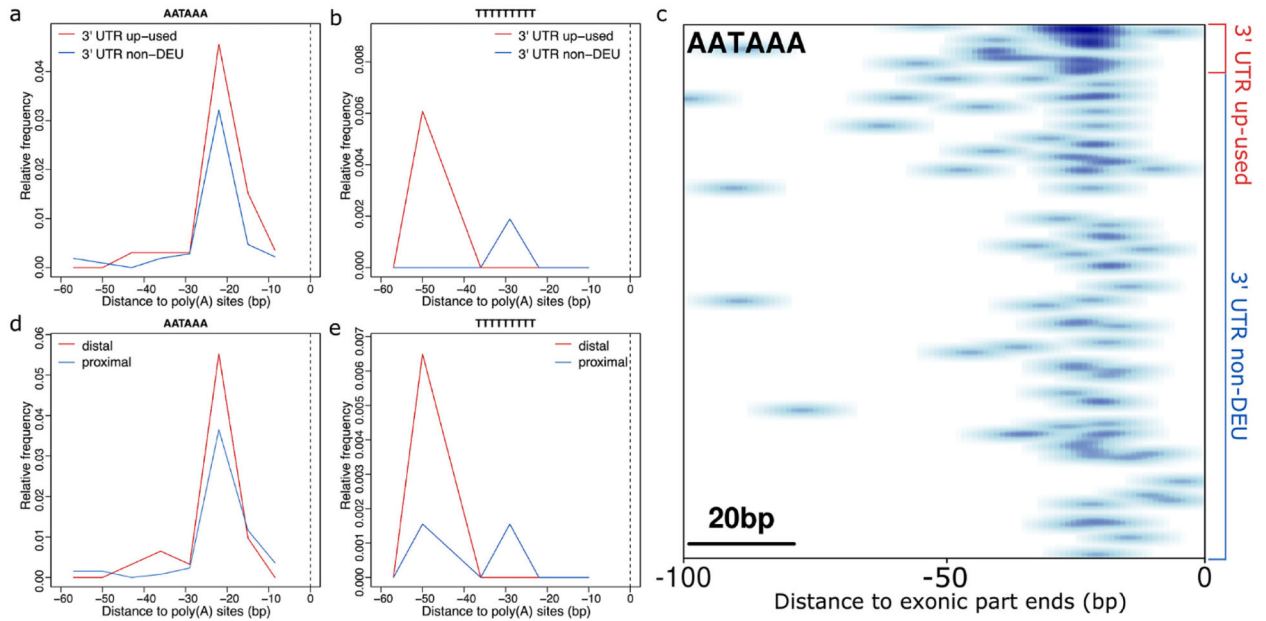 a
AATAAA
3' UTR up−used
3' UTR non−DEU
Relative frequency
0.00
0.01
0.02
0.03
0.04
−60
−50
−40
−30
−20
−10
0
Distance to poly(A) sites (bp)
b
TTTTTTTTT
3' UTR up−used
3' UTR non−DEU
Relative frequency
0.000
0.002
0.004
0.006
0.008
−60
−50
−40
−30
−20
−10
0
Distance to poly(A) sites (bp)
c
AATAAA
20bp
-100
-50
0
Distance to exonic part ends (bp)
3' UTR up-used
3' UTR non-DEU
d
AATAAA
distal
proximal
Relative frequency
0.00
0.01
0.02
0.03
0.04
0.05
0.06
−60
−50
−40
−30
−20
−10
0
Distance to poly(A) sites (bp)
e
TTTTTTTTT
distal
proximal
Relative frequency
0.000
0.001
0.002
0.003
0.004
0.005
0.006
0.007
−60
−50
−40
−30
−20
−10
0
Distance to poly(A) sites (bp)